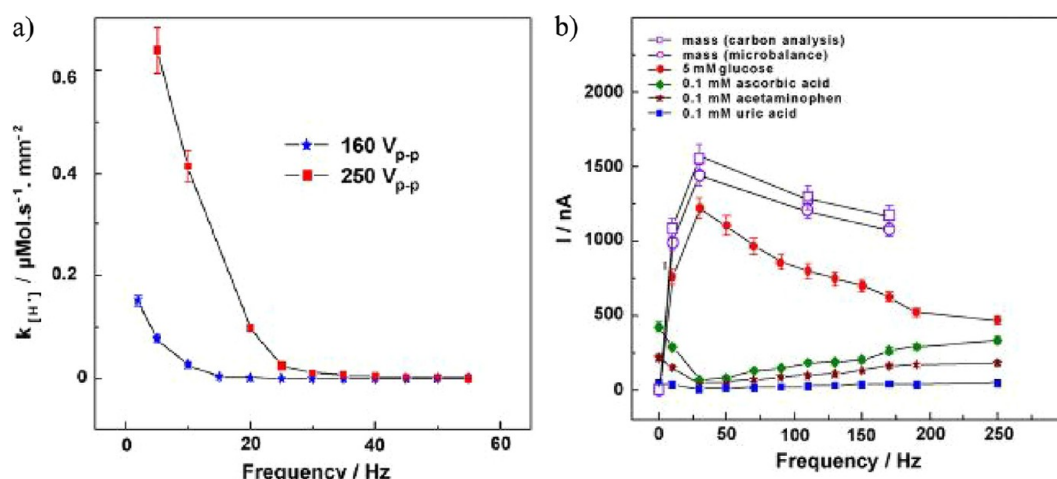 a)
0.6
0.4
0.2
0
k [H⁺] / µMol.s⁻¹. mm⁻²
160 Vp-p
250 Vp-p
0 20 40 60
Frequency / Hz
b)
mass (carbon analysis)
mass (microbalance)
5 mM glucose
0.1 mM ascorbic acid
0.1 mM acetaminophen
0.1 mM uric acid
2000
1500
1000
500
0
I / nA
0 50 100 150 200 250
Frequency / Hz